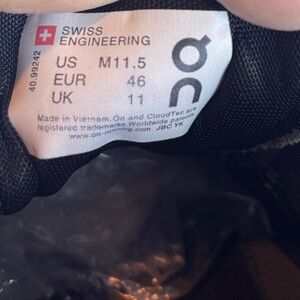 SWISS
ENGINEERING
US M11.5
EUR 46
UK 11
Made in Vietnam. On and CloudTec are
registered trademarks. Worldwide patents
www.on-running.com JBC YK
40.99242
On